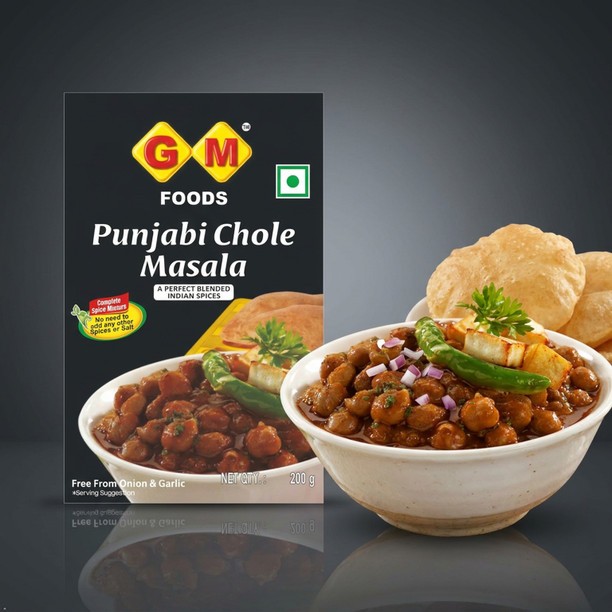 G M ™
FOODS
Punjabi Chole
Masala
A PERFECT BLENDED
INDIAN SPICES
Complete
Spice Mixture
No need to
add any other
Spices or Salt
Free From Onion & Garlic
*Serving Suggestion
NET QTY.: 200 g